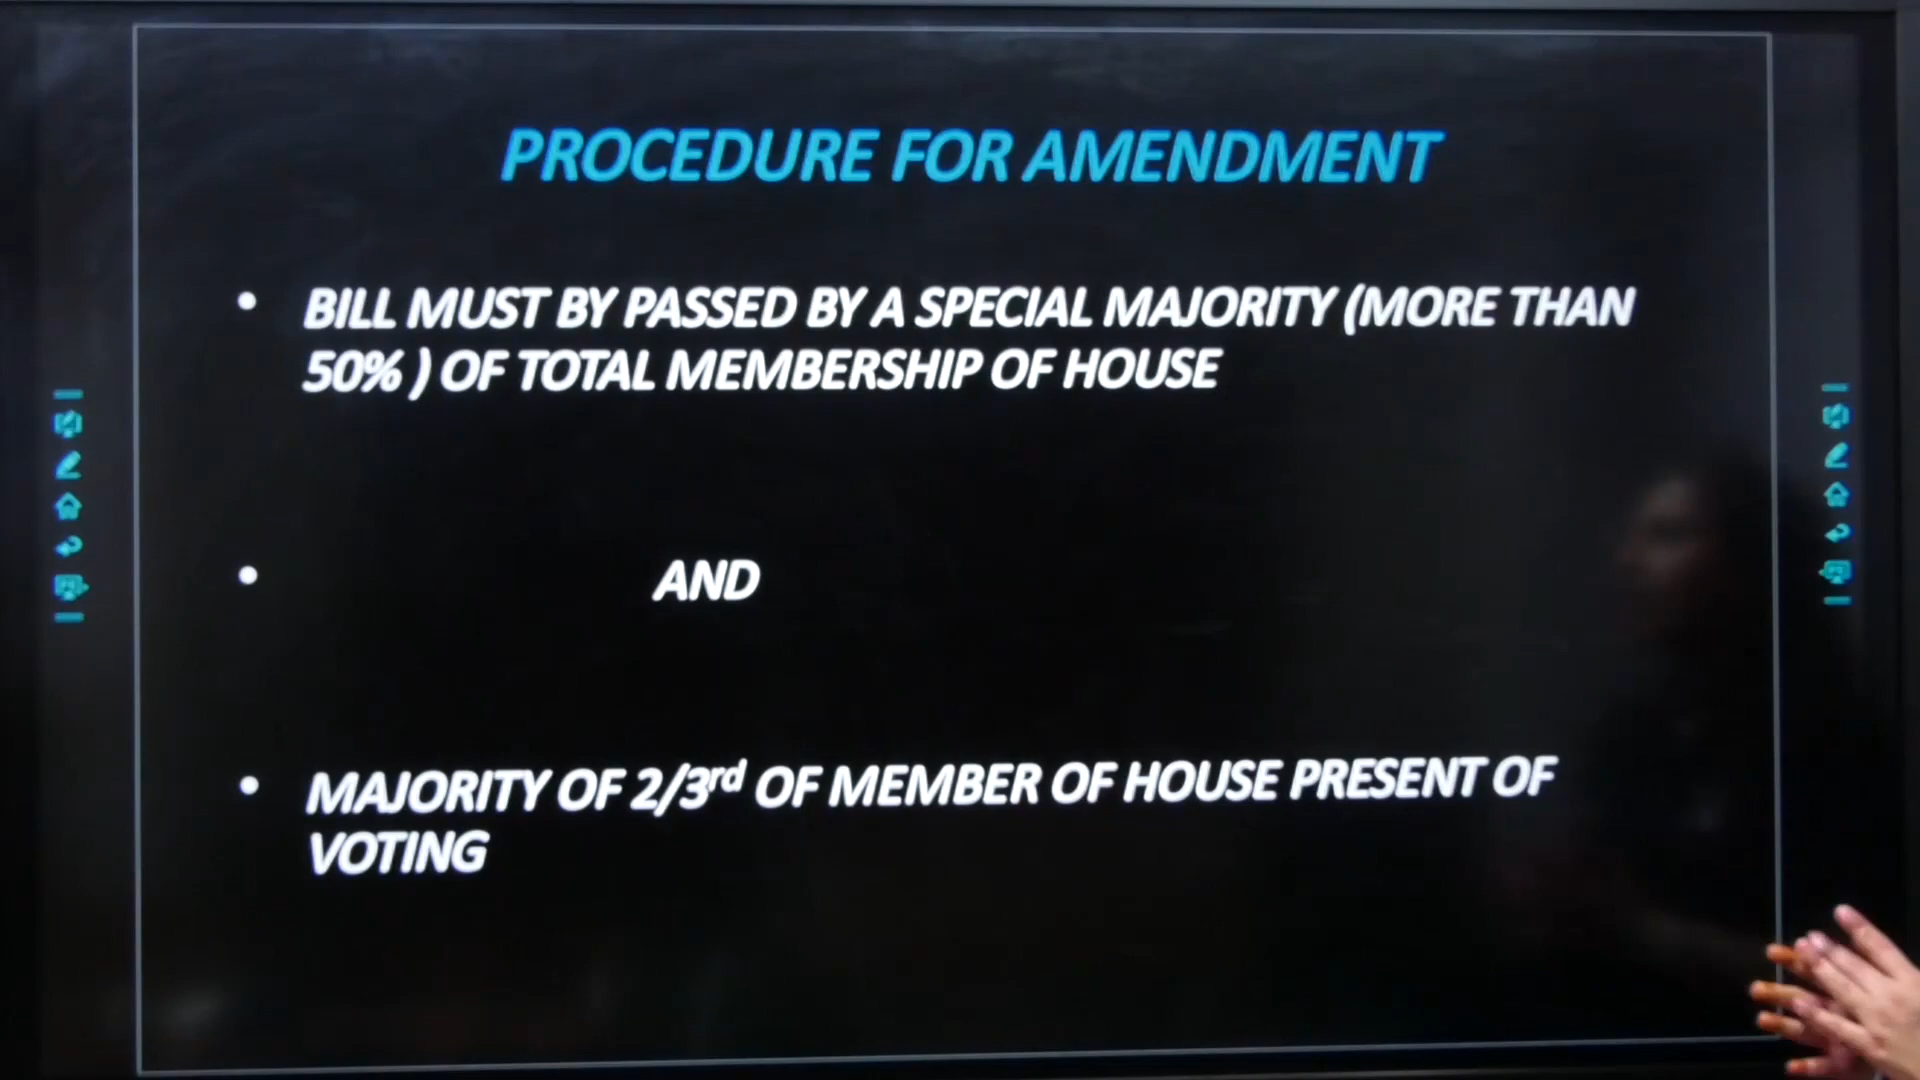 PROCEDURE FOR AMENDMENT
• BILL MUST BY PASSED BY A SPECIAL MAJORITY (MORE THAN
50% ) OF TOTAL MEMBERSHIP OF HOUSE
• AND
• MAJORITY OF 2/3rd OF MEMBER OF HOUSE PRESENT OF
VOTING